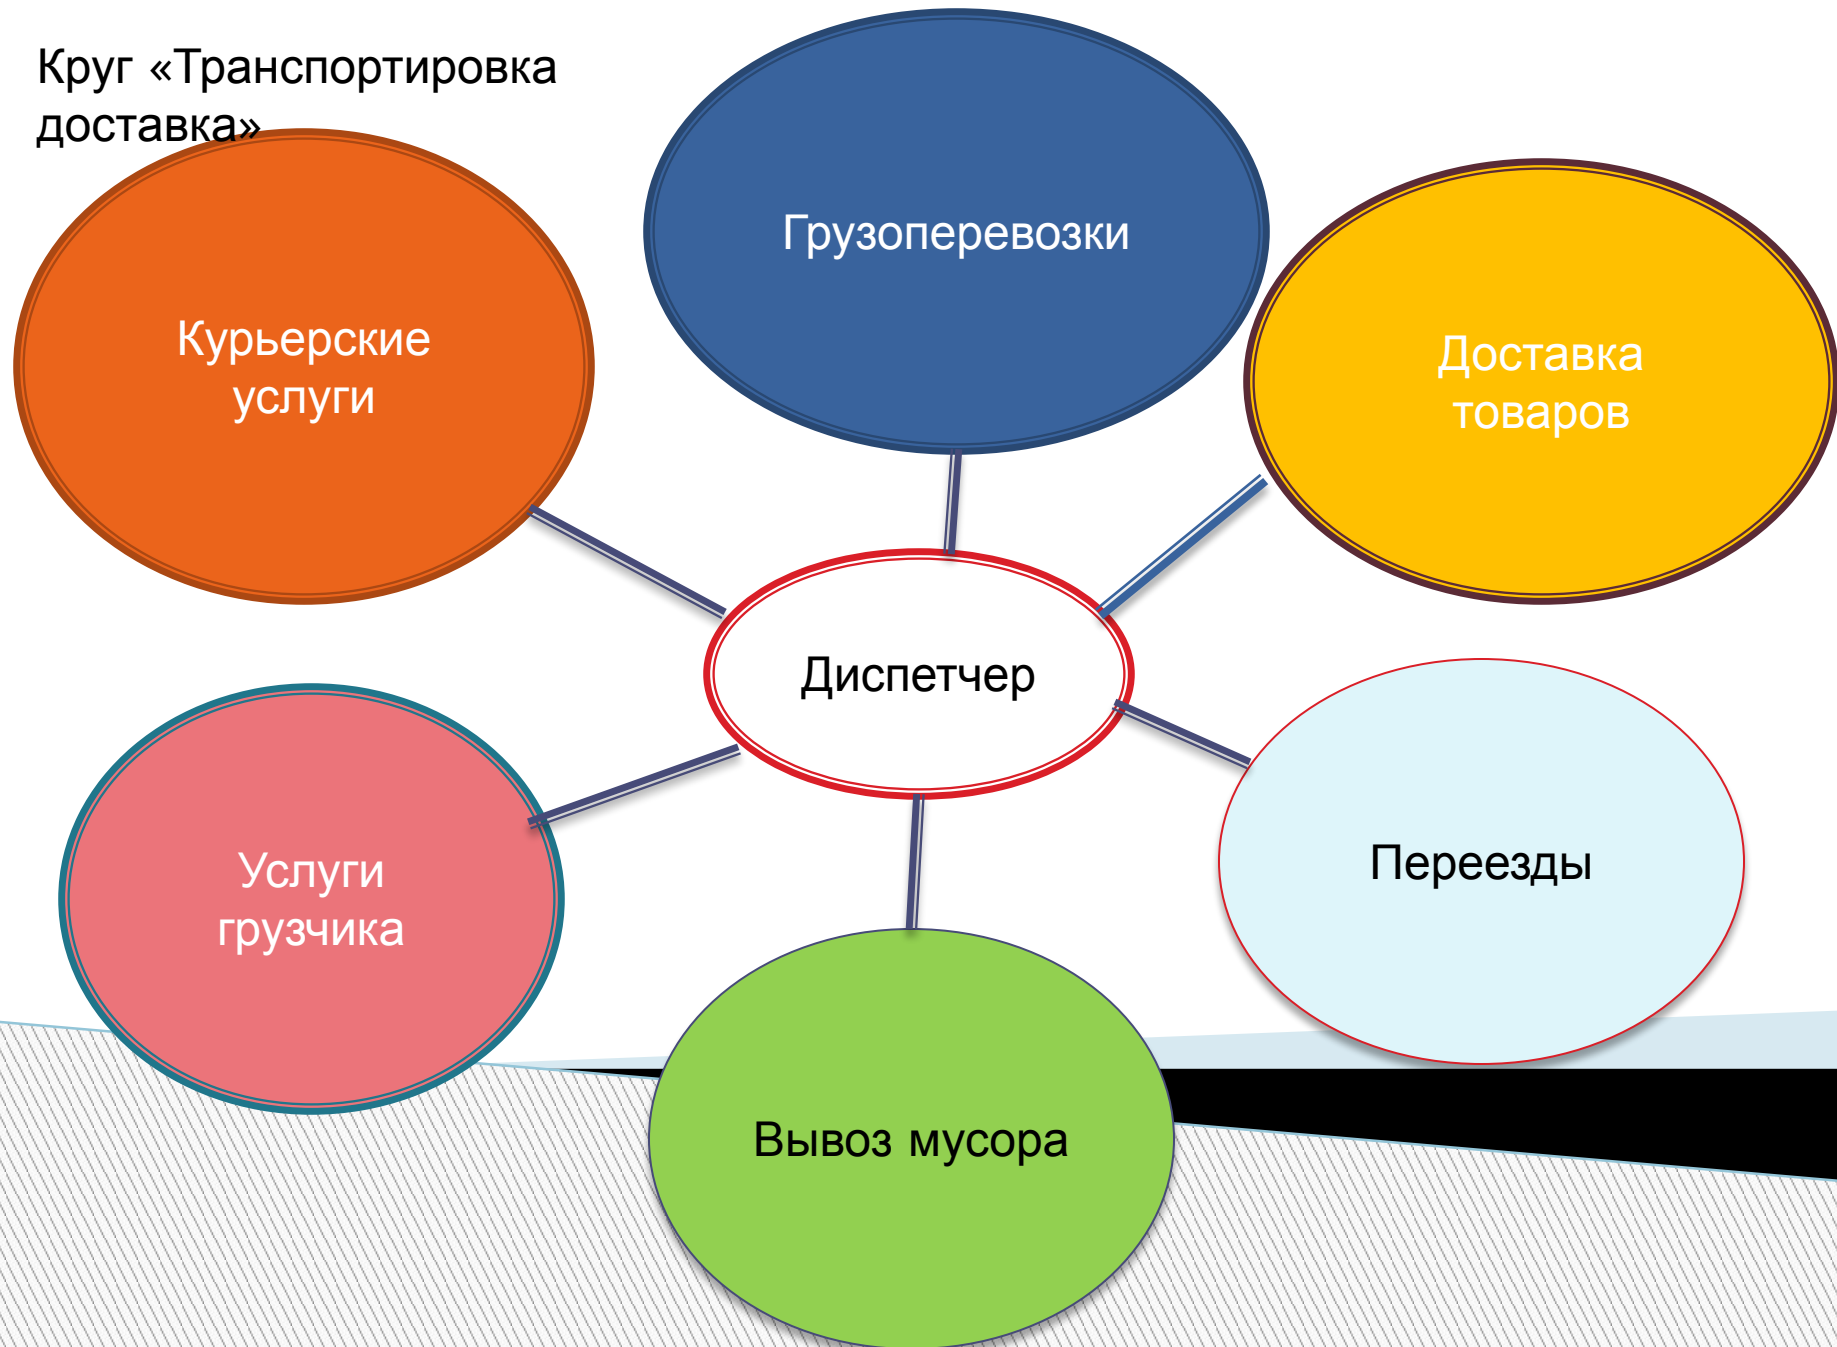 Круг «Транспортировка
доставка»
Грузоперевозки
Курьерские
услуги
Доставка
товаров
Диспетчер
Услуги
грузчика
Переезды
Вывоз мусора